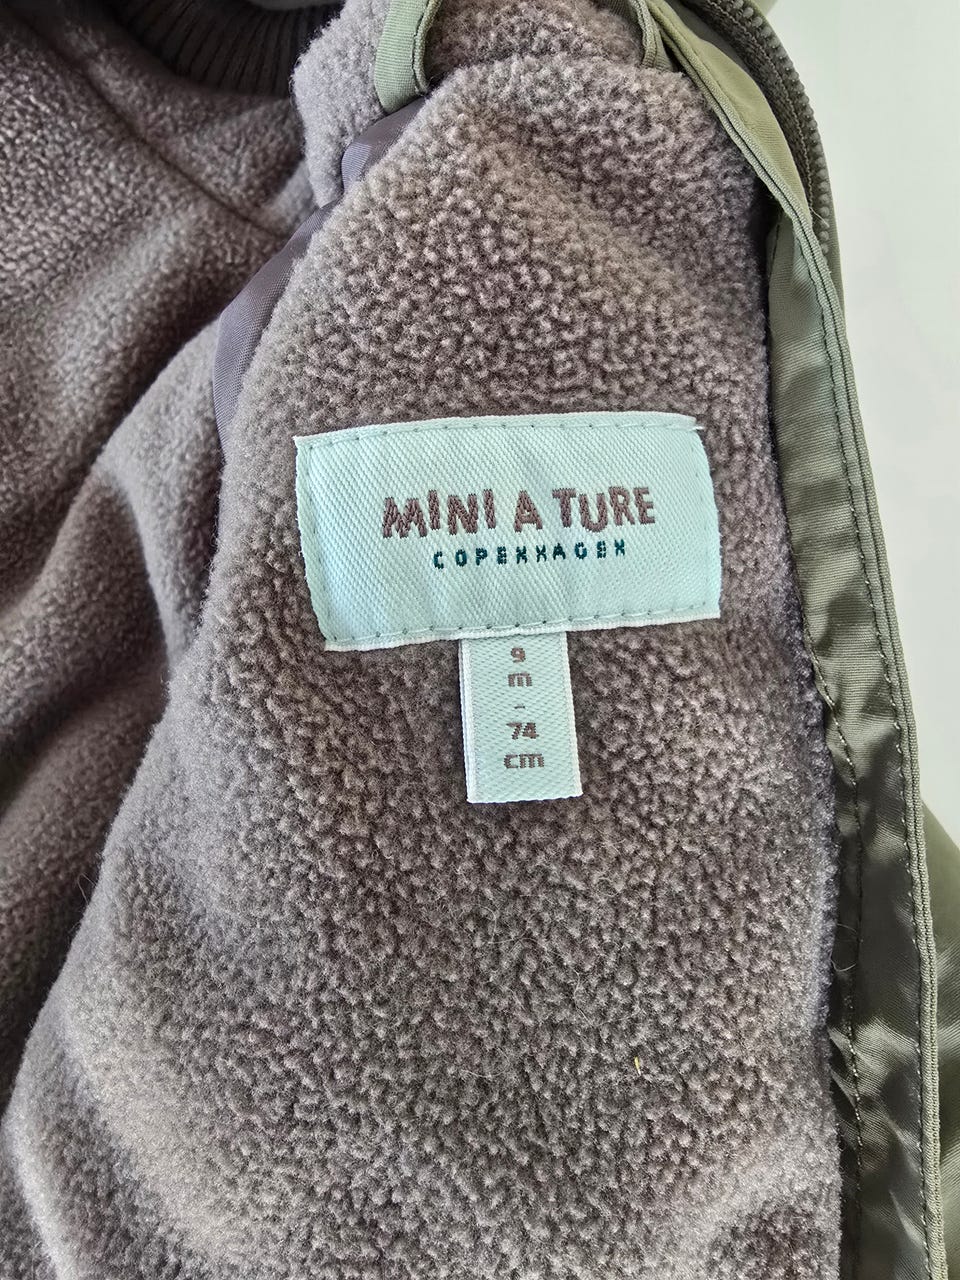 MINI A TURE
COPENHAGEN
9
m
-
74
cm